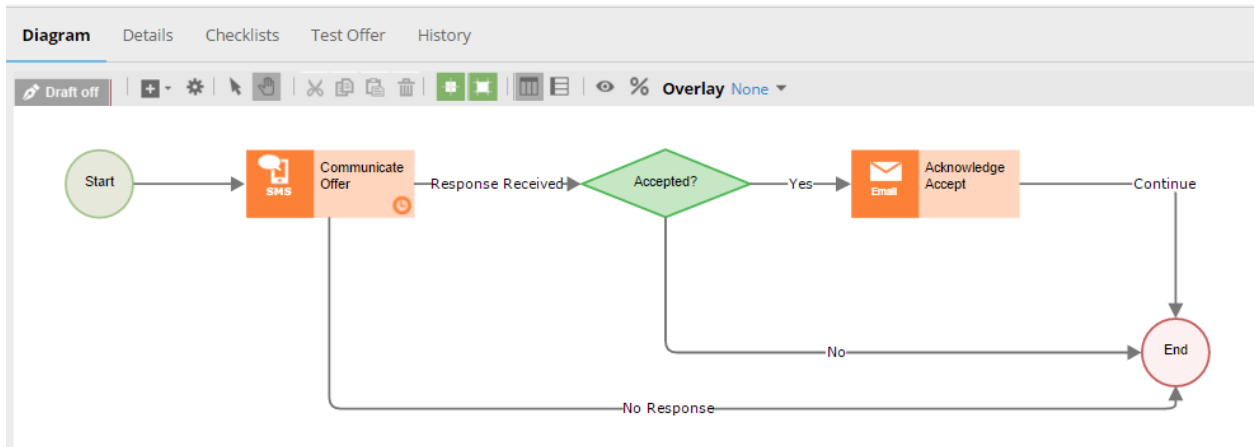 Diagram Details Checklists Test Offer History
Draft off
% Overlay None
Start
SMS
Communicate
Offer
Response Received
Accepted?
Yes
Email
Acknowledge
Accept
Continue
No
End
No Response